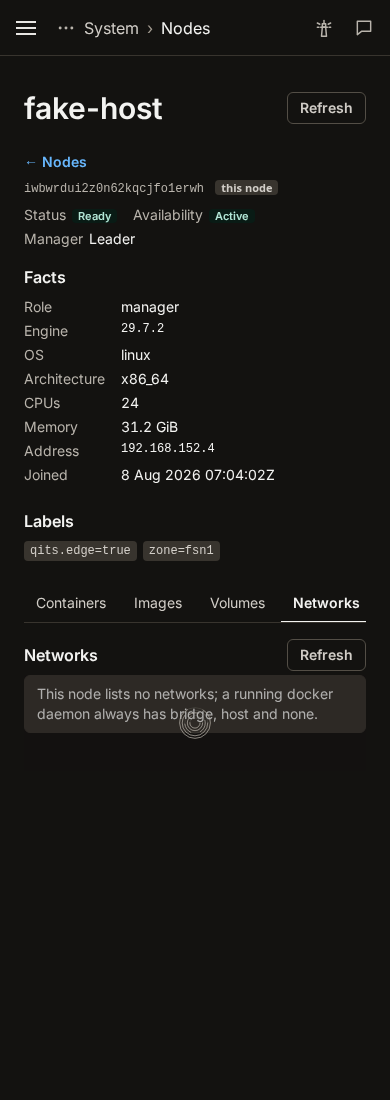 System › Nodes
fake-host
Refresh
← Nodes
iwbwrdui2z0n62kqcjfo1erwh this node
Status Ready Availability Active
Manager Leader
Facts
Role manager
Engine 29.7.2
OS linux
Architecture x86_64
CPUs 24
Memory 31.2 GiB
Address 192.168.152.4
Joined 8 Aug 2026 07:04:02Z
Labels
qits.edge=true zone=fsn1
Containers Images Volumes Networks
Networks
Refresh
This node lists no networks; a running docker
daemon always has bridge, host and none.